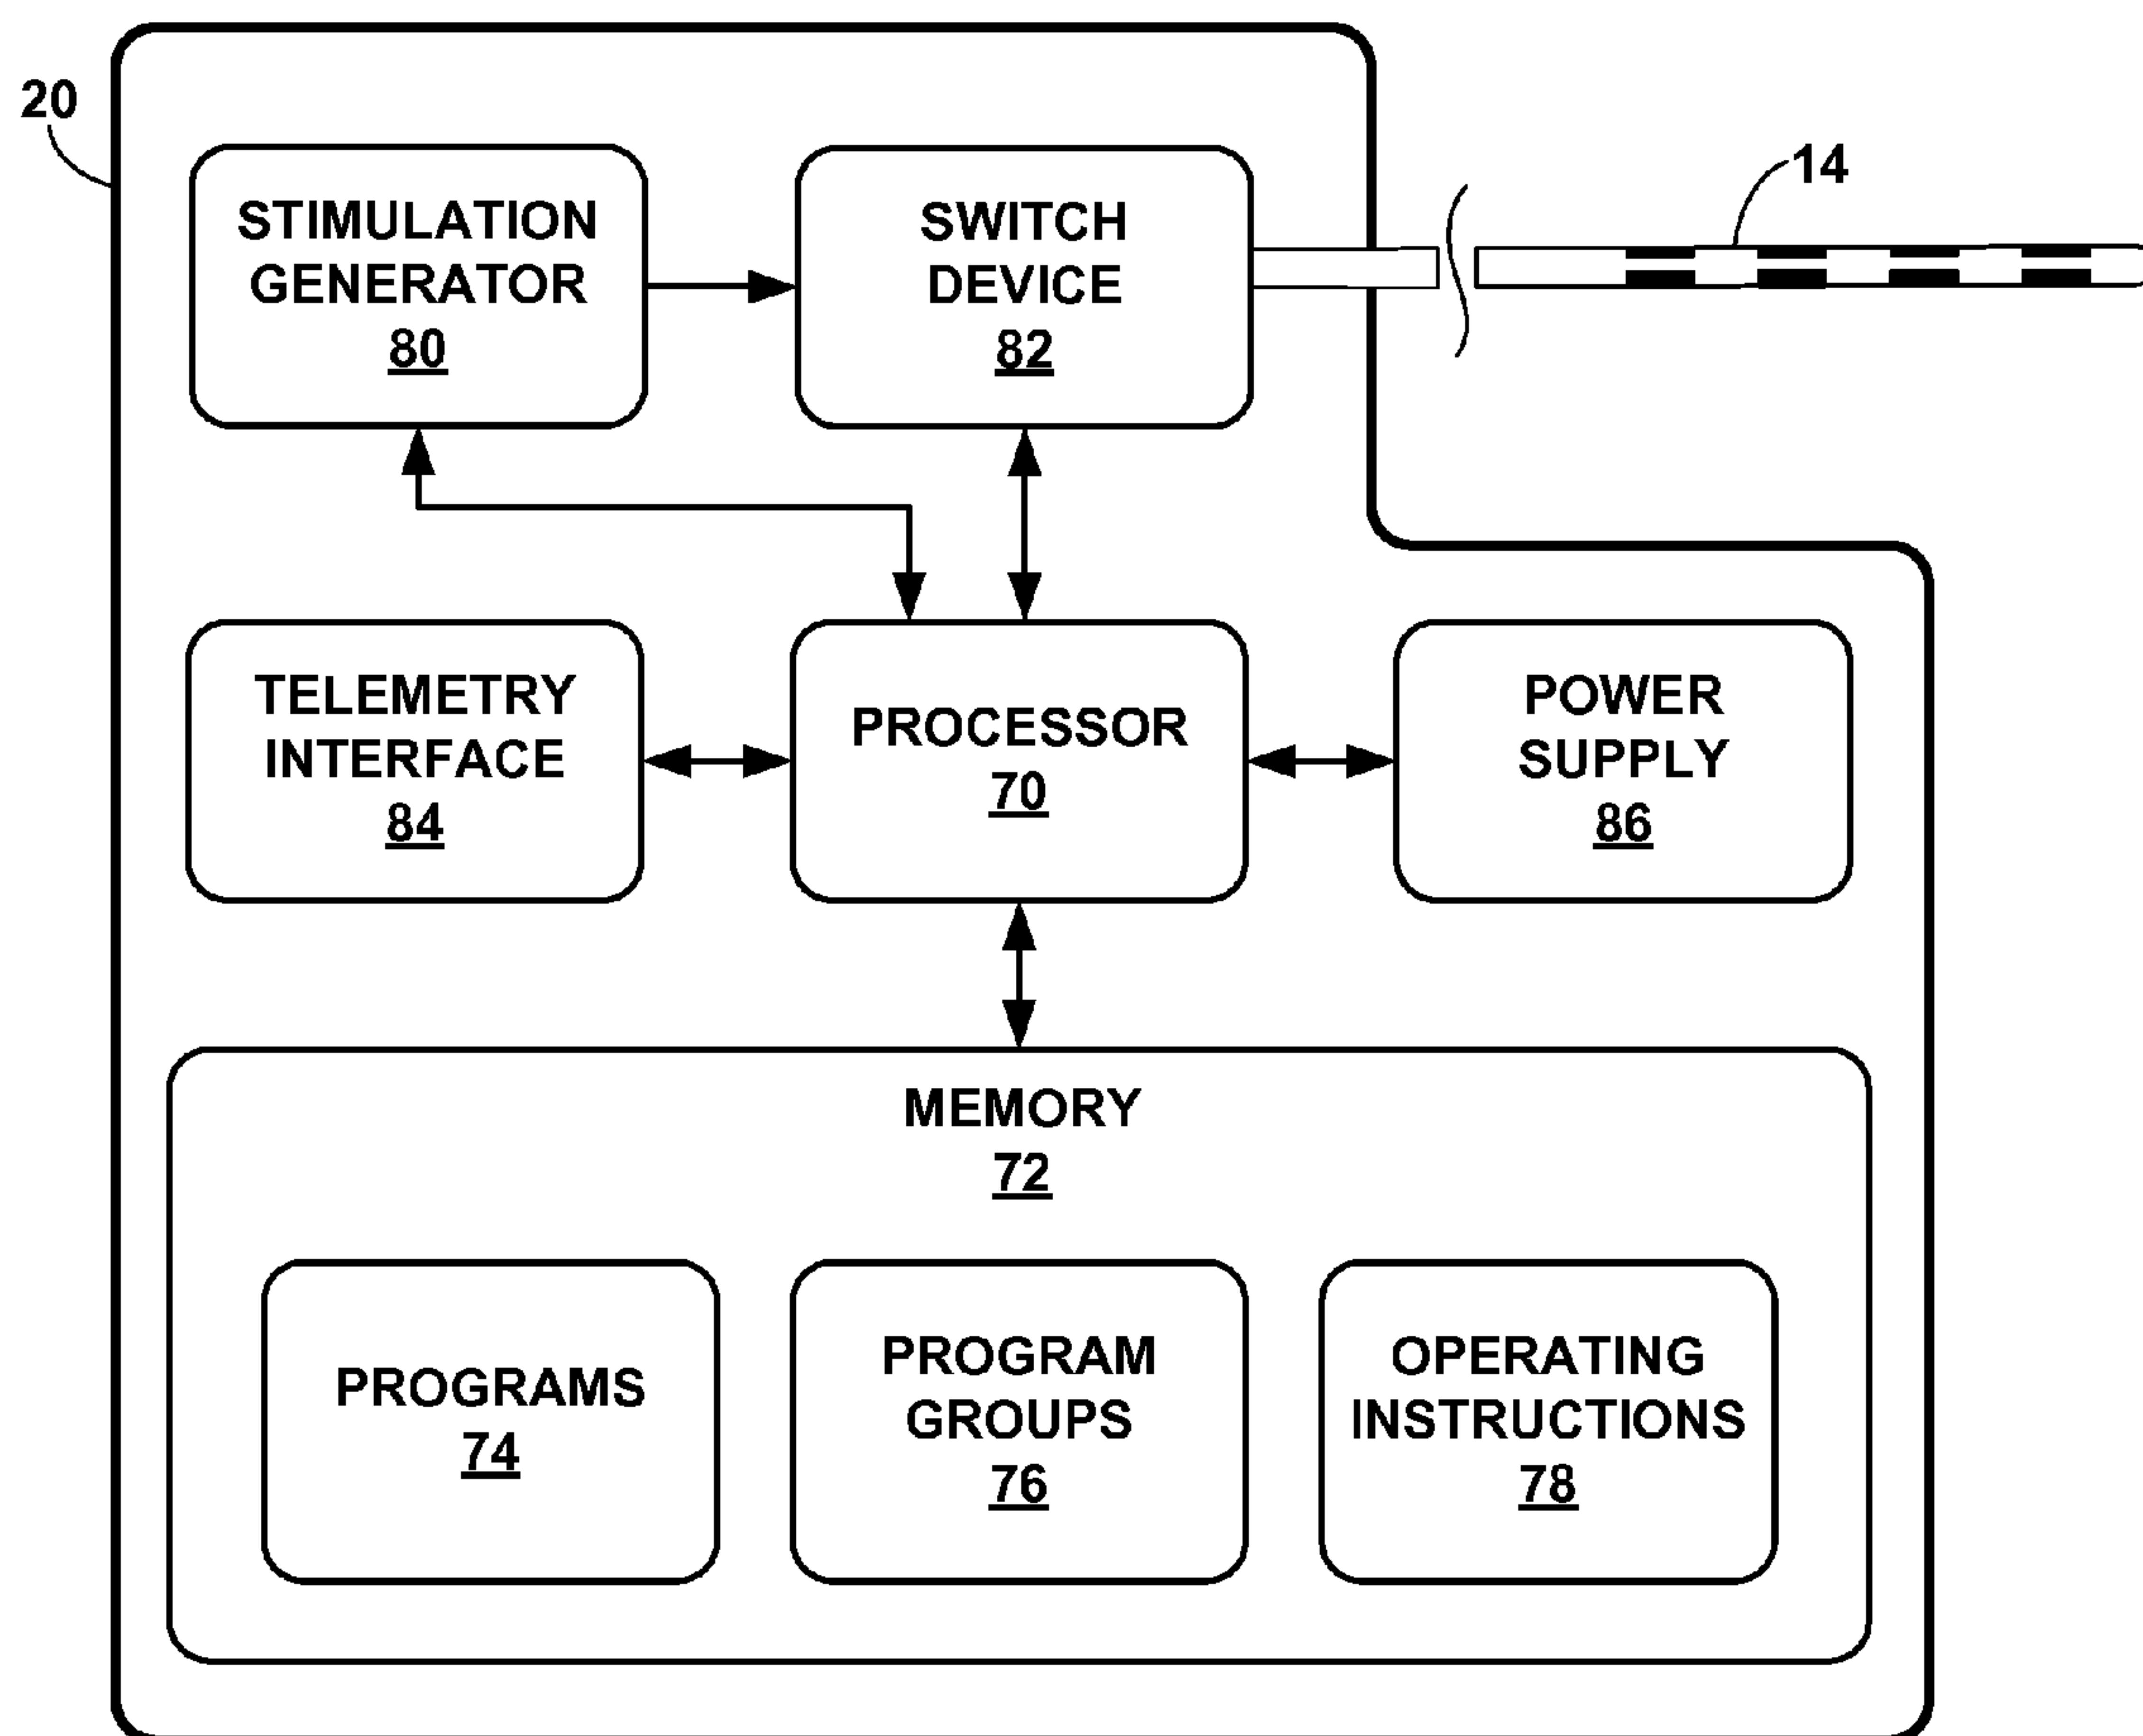 20
14
STIMULATION
GENERATOR
80
SWITCH
DEVICE
82
TELEMETRY
INTERFACE
84
PROCESSOR
70
POWER
SUPPLY
86
MEMORY
72
PROGRAMS
74
PROGRAM
GROUPS
76
OPERATING
INSTRUCTIONS
78